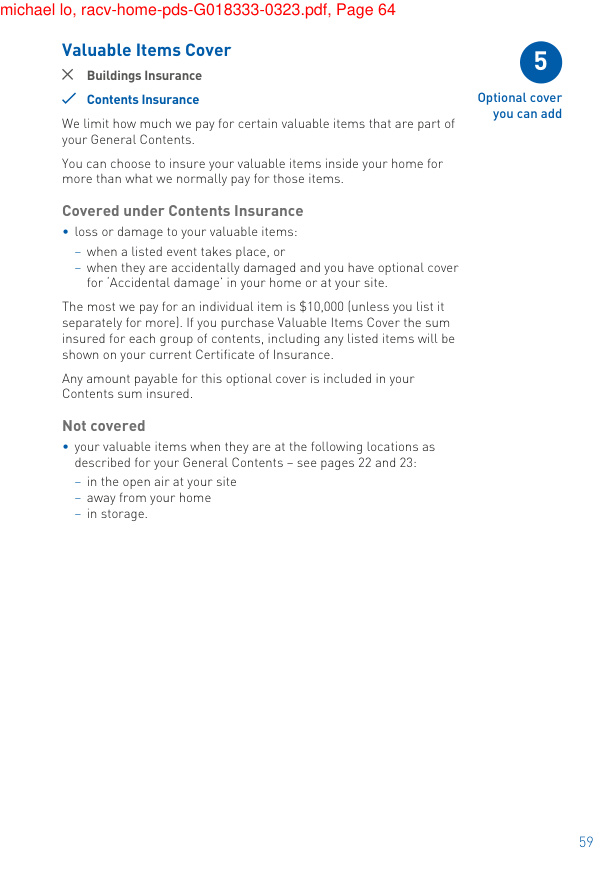 michael lo, racv-home-pds-G018333-0323.pdf, Page 64
Valuable Items Cover
Buildings Insurance
Contents Insurance
5
Optional cover
you can add
We limit how much we pay for certain valuable items that are part of
your General Contents.
You can choose to insure your valuable items inside your home for
more than what we normally pay for those items.
Covered under Contents Insurance
• loss or damage to your valuable items:
– when a listed event takes place, or
– when they are accidentally damaged and you have optional cover
for ‘Accidental damage’ in your home or at your site.
The most we pay for an individual item is $10,000 (unless you list it
separately for more). If you purchase Valuable Items Cover the sum
insured for each group of contents, including any listed items will be
shown on your current Certificate of Insurance.
Any amount payable for this optional cover is included in your
Contents sum insured.
Not covered
• your valuable items when they are at the following locations as
described for your General Contents – see pages 22 and 23:
– in the open air at your site
– away from your home
– in storage.
59